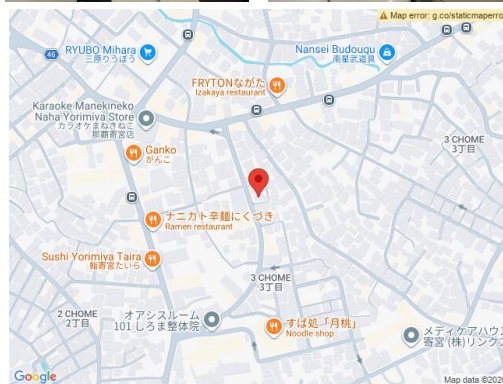 Map error: g.co/staticmaperro
46
RYUBO Mihara
三原りうぼう
Nansei Budougu
南星武道具
FRYTONながた
Izakaya restaurant
Karaoke Manekineko
Naha Yorimiya Store
カラオケまねきねこ
那覇寄宮店
3 CHOME
3丁目
Ganko
がんこ
ナニカト辛麺にくづき
Ramen restaurant
Sushi Yorimiya Taira
鮨寄宮たいら
3 CHOME
3丁目
2 CHOME
2丁目
オアシスルーム
101 しろま整体院
すば処「月桃」
Noodle shop
メディケアハウス
寄宮 (株)リンクス
Google
Map data ©202